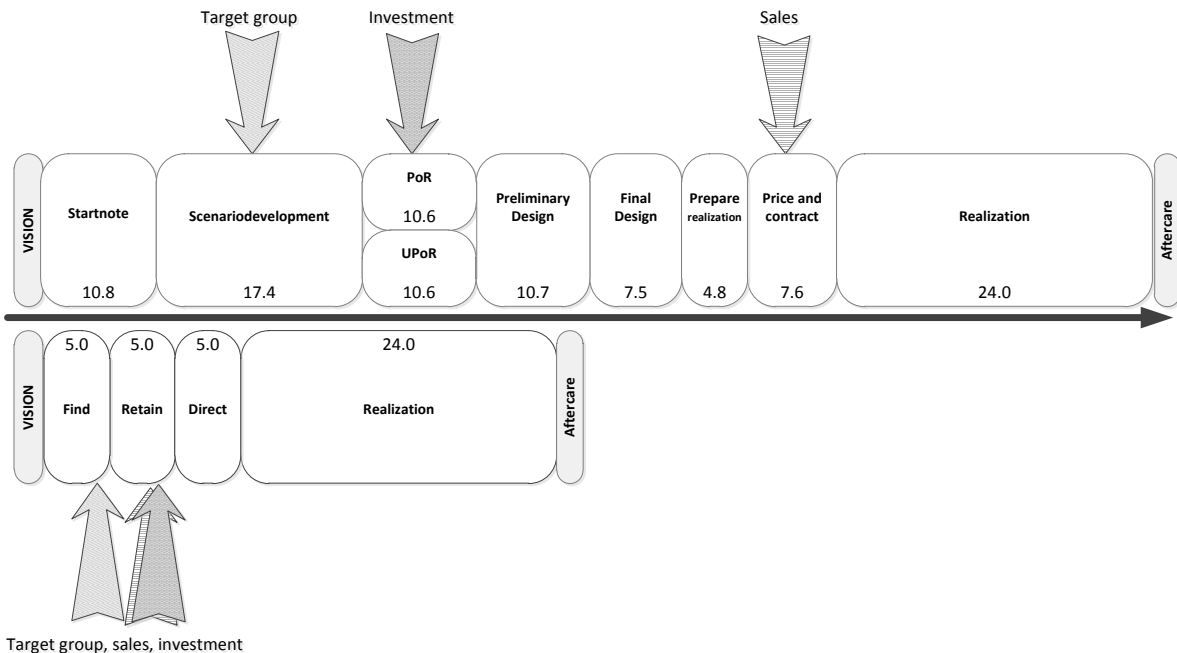 Target group
Investment
Sales
VISION
Startnote
10.8
Scenariodevelopment
17.4
PoR
10.6
UPoR
10.6
Preliminary
Design
10.7
Final
Design
7.5
Prepare
realization
4.8
Price and
contract
7.6
Realization
24.0
Aftercare
VISION
5.0
Find
5.0
Retain
5.0
Direct
24.0
Realization
Aftercare
Target group, sales, investment